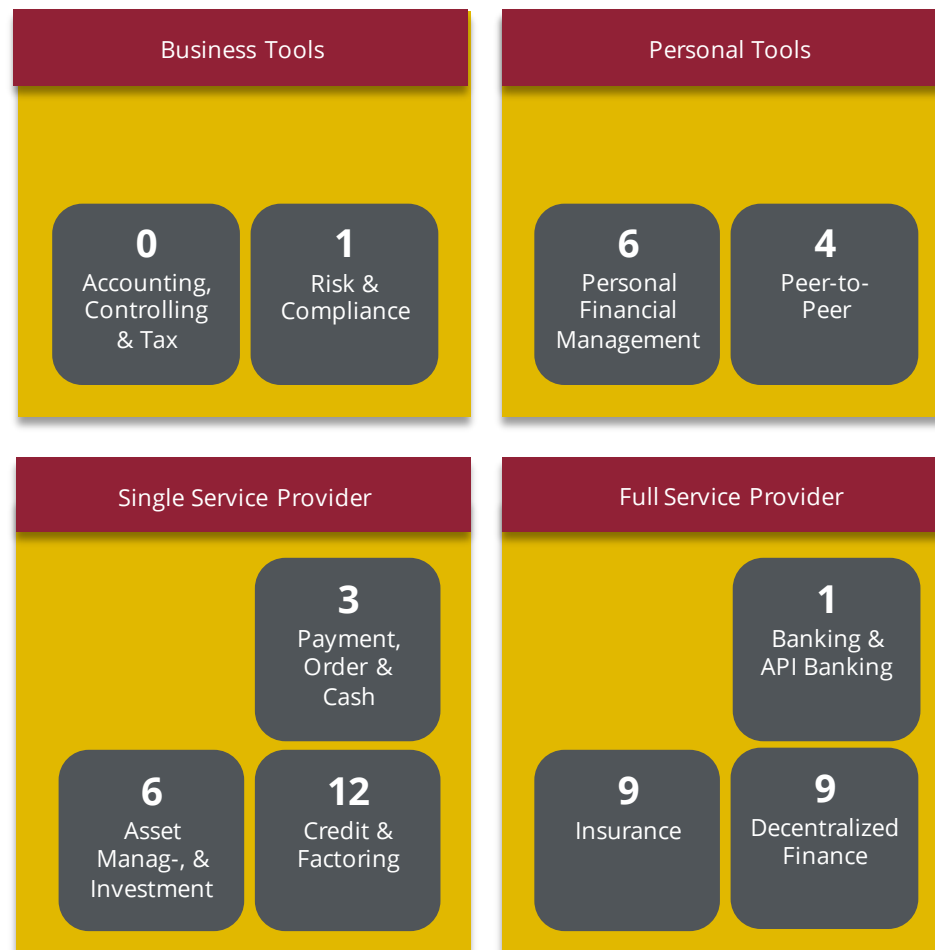 Business Tools
0
Accounting,
Controlling
& Tax
1
Risk &
Compliance
Personal Tools
6
Personal
Financial
Management
4
Peer-to-
Peer
Single Service Provider
3
Payment,
Order &
Cash
6
Asset
Manag-, &
Investment
12
Credit &
Factoring
Full Service Provider
1
Banking &
API Banking
9
Insurance
9
Decentralized
Finance